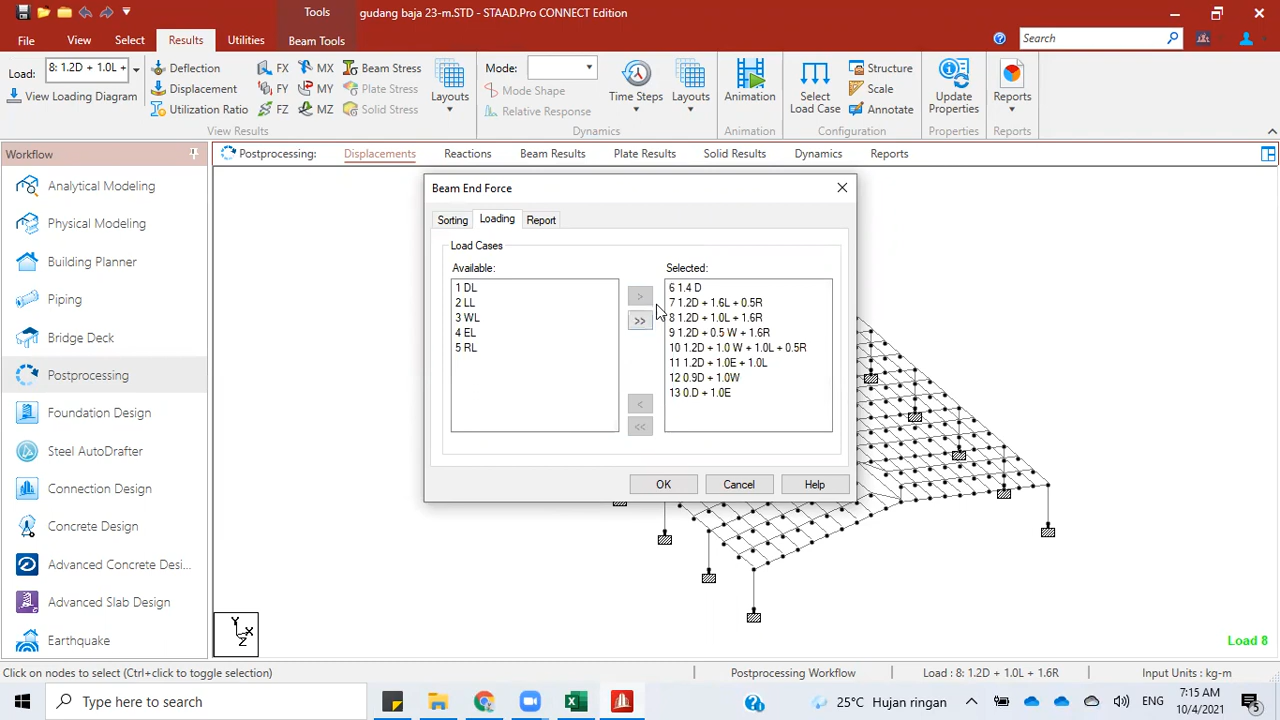 Tools
gudang baja 23-m.STD - STAAD.Pro CONNECT Edition
File
View
Select
Results
Utilities
Beam Tools
Search
Load:
8: 1.2D + 1.0L +
View Loading Diagram
Deflection
Displacement
Utilization Ratio
FX
FY
FZ
MX
MY
MZ
Beam Stress
Plate Stress
Solid Stress
Layouts
View Results
Mode:
Mode Shape
Relative Response
Time Steps
Layouts
Dynamics
Animation
Animation
Select
Load Case
Structure
Scale
Annotate
Configuration
Update
Properties
Properties
Reports
Reports
Workflow
Postprocessing:
Displacements
Reactions
Beam Results
Plate Results
Solid Results
Dynamics
Reports
Analytical Modeling
Physical Modeling
Building Planner
Piping
Bridge Deck
Postprocessing
Foundation Design
Steel AutoDrafter
Connection Design
Concrete Design
Advanced Concrete Desi...
Advanced Slab Design
Earthquake
Beam End Force
Sorting
Loading
Report
Load Cases
Available:
1 DL
2 LL
3 WL
4 EL
5 RL
>
>>
<
<<
Selected:
6 1.4 D
7 1.2D + 1.6L + 0.5R
8 1.2D + 1.0L + 1.6R
9 1.2D + 0.5 W + 1.6R
10 1.2D + 1.0 W + 1.0L + 0.5R
11 1.2D + 1.0E + 1.0L
12 0.9D + 1.0W
13 0.D + 1.0E
OK
Cancel
Help
Y
X
Z
Load 8
Click on nodes to select (Ctrl+click to toggle selection)
Postprocessing Workflow
Load : 8: 1.2D + 1.0L + 1.6R
Input Units : kg-m
Type here to search
25°C Hujan ringan
ENG
7:15 AM
10/4/2021
5